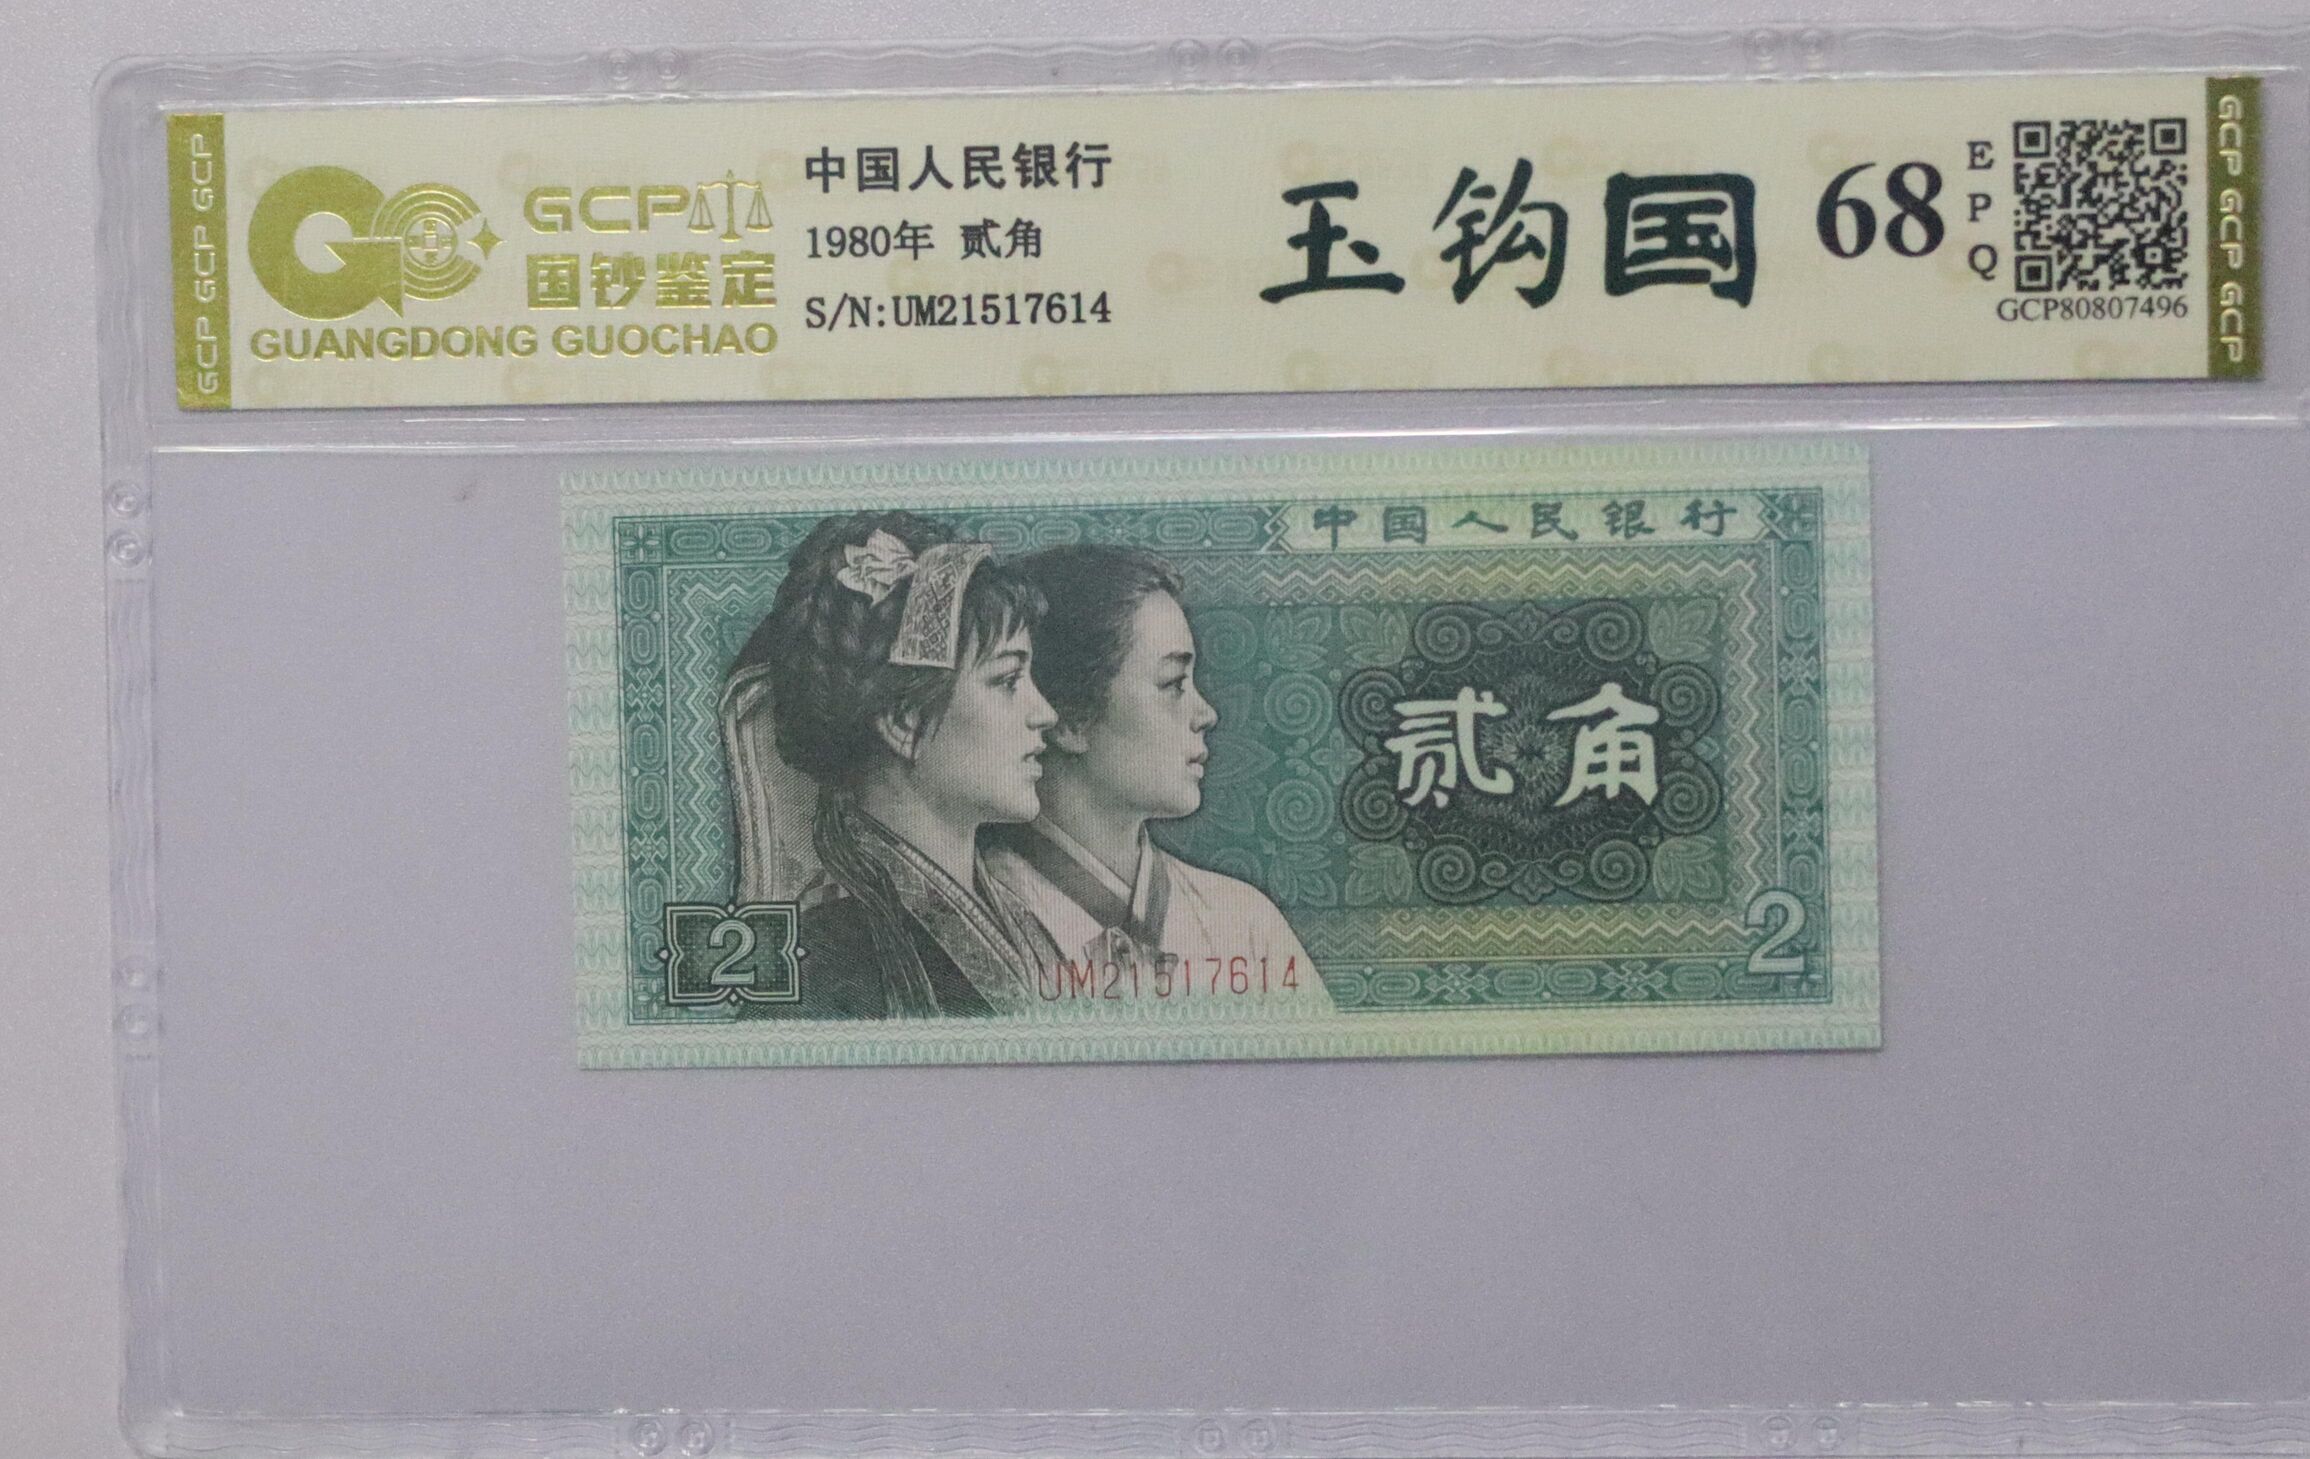 GCP GCP GCP
GCP
国钞鉴定
GUANGDONG GUOCHAO
中国人民银行
1980年 贰角
S/N:UM21517614
玉钩国
68
EPQ
GCP80807496
GCP GCP GCP
中国人民银行
贰角
2
2
UM21517614